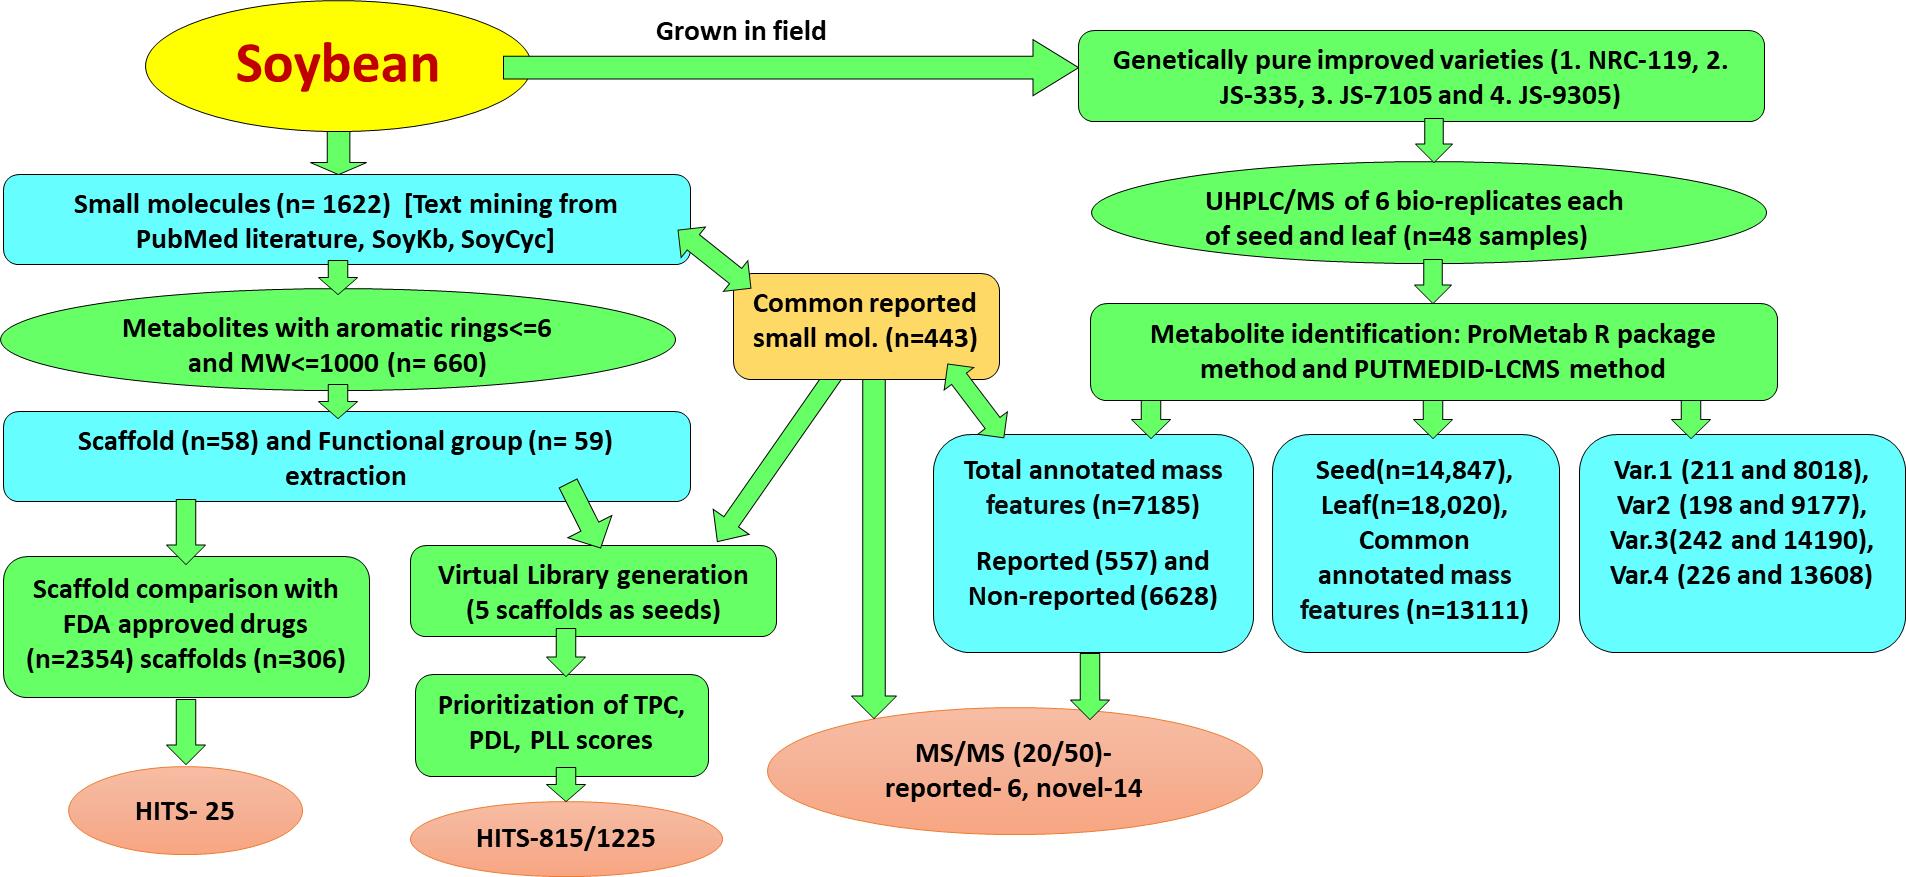 Soybean
Grown in field
Genetically pure improved varieties (1. NRC-119, 2.
JS-335, 3. JS-7105 and 4. JS-9305)
Small molecules (n= 1622)  [Text mining from
PubMed literature, SoyKb, SoyCyc]
UHPLC/MS of 6 bio-replicates each
of seed and leaf (n=48 samples)
Metabolites with aromatic rings<=6
and MW<=1000 (n= 660)
Common reported
small mol. (n=443)
Metabolite identification: ProMetab R package
method and PUTMEDID-LCMS method
Scaffold (n=58) and Functional group (n= 59)
extraction
Total annotated mass
features (n=7185)
Reported (557) and
Non-reported (6628)
Seed(n=14,847),
Leaf(n=18,020),
Common
annotated mass
features (n=13111)
Var.1 (211 and 8018),
Var2 (198 and 9177),
Var.3(242 and 14190),
Var.4 (226 and 13608)
Scaffold comparison with
FDA approved drugs
(n=2354) scaffolds (n=306)
Virtual Library generation
(5 scaffolds as seeds)
Prioritization of TPC,
PDL, PLL scores
MS/MS (20/50)-
reported- 6, novel-14
HITS- 25
HITS-815/1225